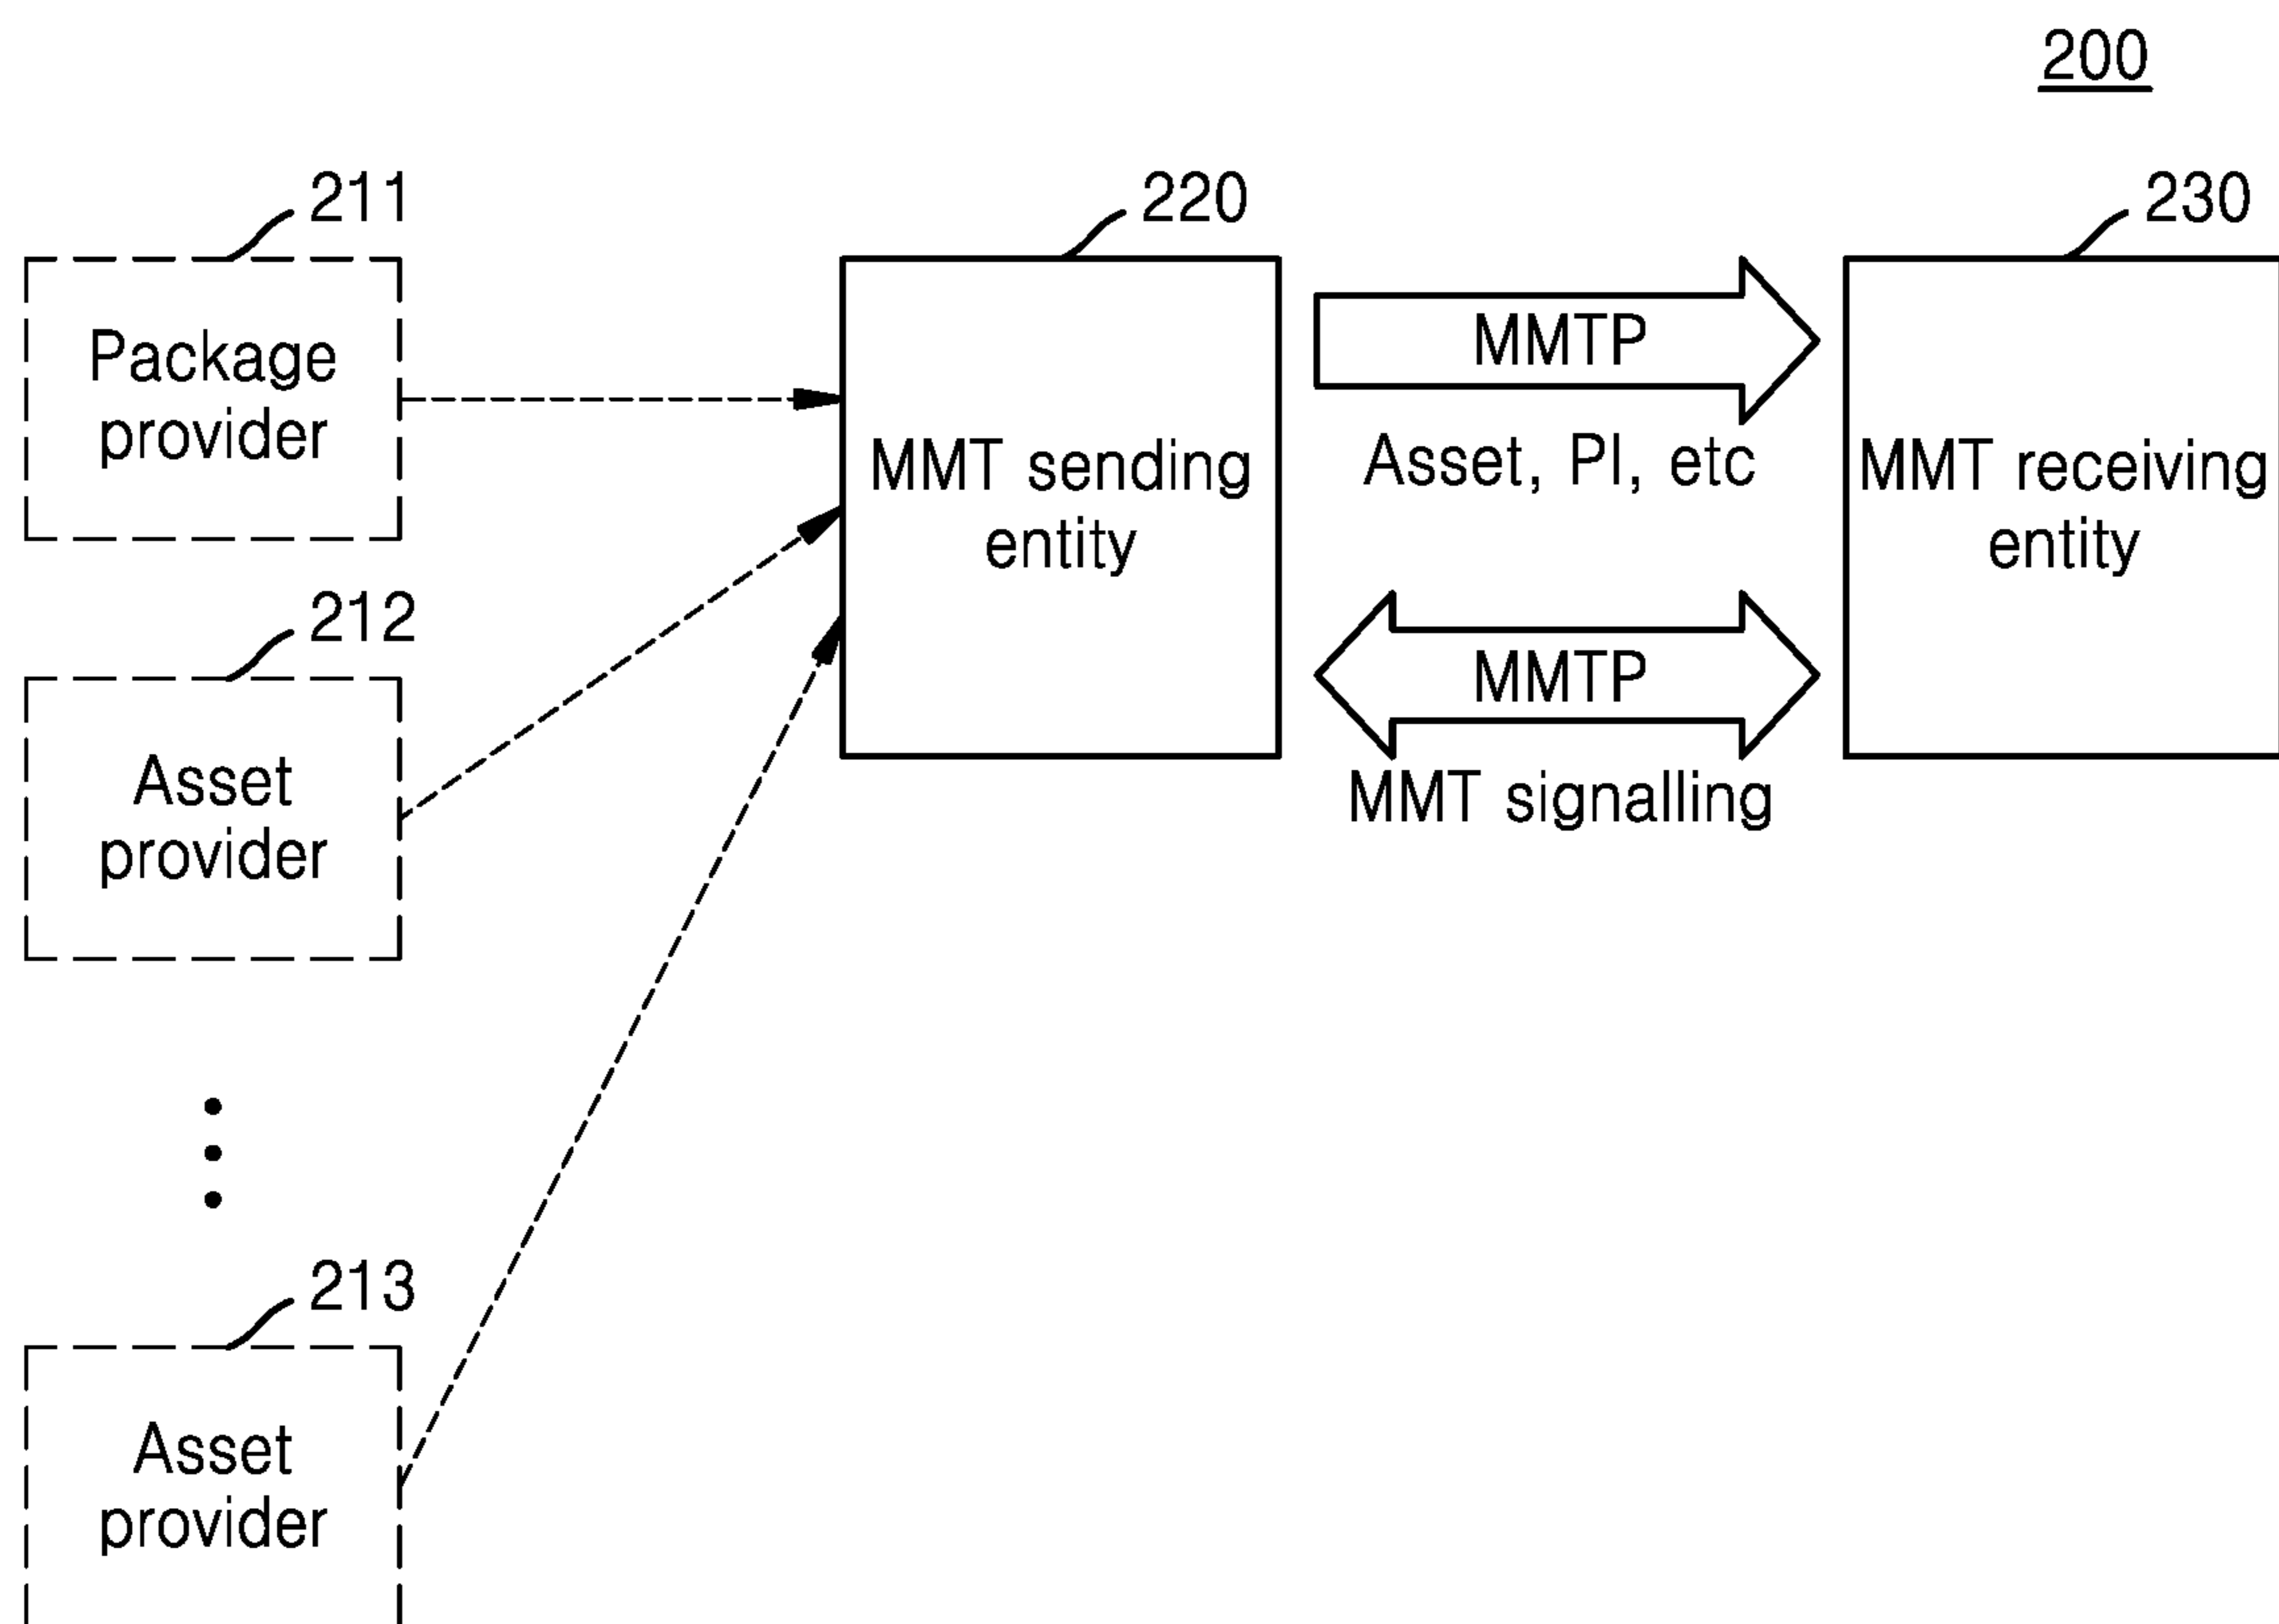 200
211
220
230
Package
provider
MMT sending
entity
MMTP
Asset, PI, etc
MMT receiving
entity
MMTP
MMT signalling
212
Asset
provider
213
Asset
provider